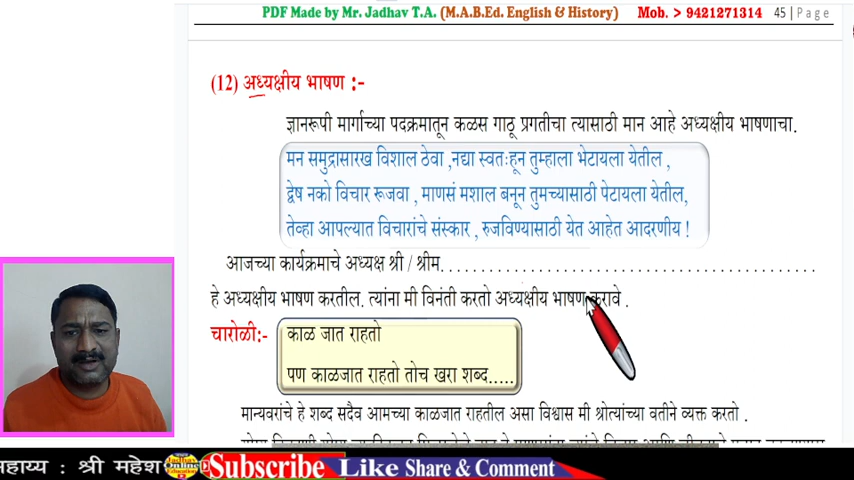 PDF Made by Mr. Jadhav T.A. (M.A.B.Ed. English & History) Mob. > 9421271314 45 | Page
(12) अध्यक्षीय भाषण :-
ज्ञानरूपी मार्गाच्या पदक्रमातून कळस गाठू प्रगतीचा त्यासाठी मान आहे अध्यक्षीय भाषणाचा.
मन समुद्रासारख विशाल ठेवा ,नद्या स्वतःहून तुम्हाला भेटायला येतील ,
द्वेष नको विचार रूजवा , माणसं मशाल बनून तुमच्यासाठी पेटायला येतील,
तेव्हा आपल्यात विचारांचे संस्कार , रुजविण्यासाठी येत आहेत आदरणीय !
आजच्या कार्यक्रमाचे अध्यक्ष श्री / श्रीम.......................................................
हे अध्यक्षीय भाषण करतील. त्यांना मी विनंती करतो अध्यक्षीय भाषण करावे .
चारोळी:- काळ जात राहतो
पण काळजात राहतो तोच खरा शब्द.....
मान्यवरांचे हे शब्द सदैव आमच्या काळजात राहतील असा विश्वास मी श्रोत्यांच्या वतीने व्यक्त करतो .
सहाय्य : श्री महेश Jadhav Online Education Subscribe Like Share & Comment